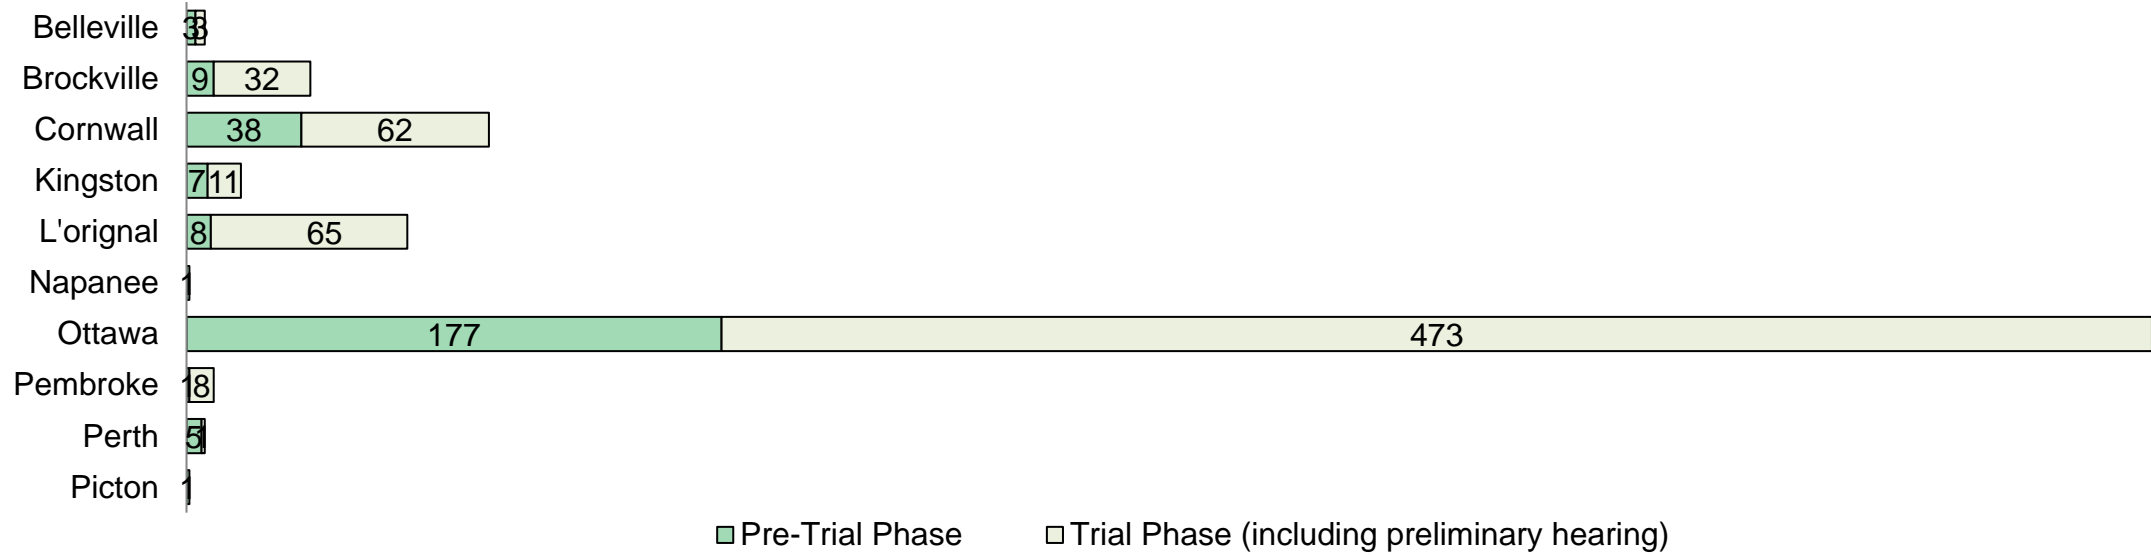 Belleville 3 3
Brockville 9 32
Cornwall 38 62
Kingston 7 11
L'orignal 8 65
Napanee 1
Ottawa 177 473
Pembroke 1 8
Perth 5 1
Picton 1
Pre-Trial Phase Trial Phase (including preliminary hearing)